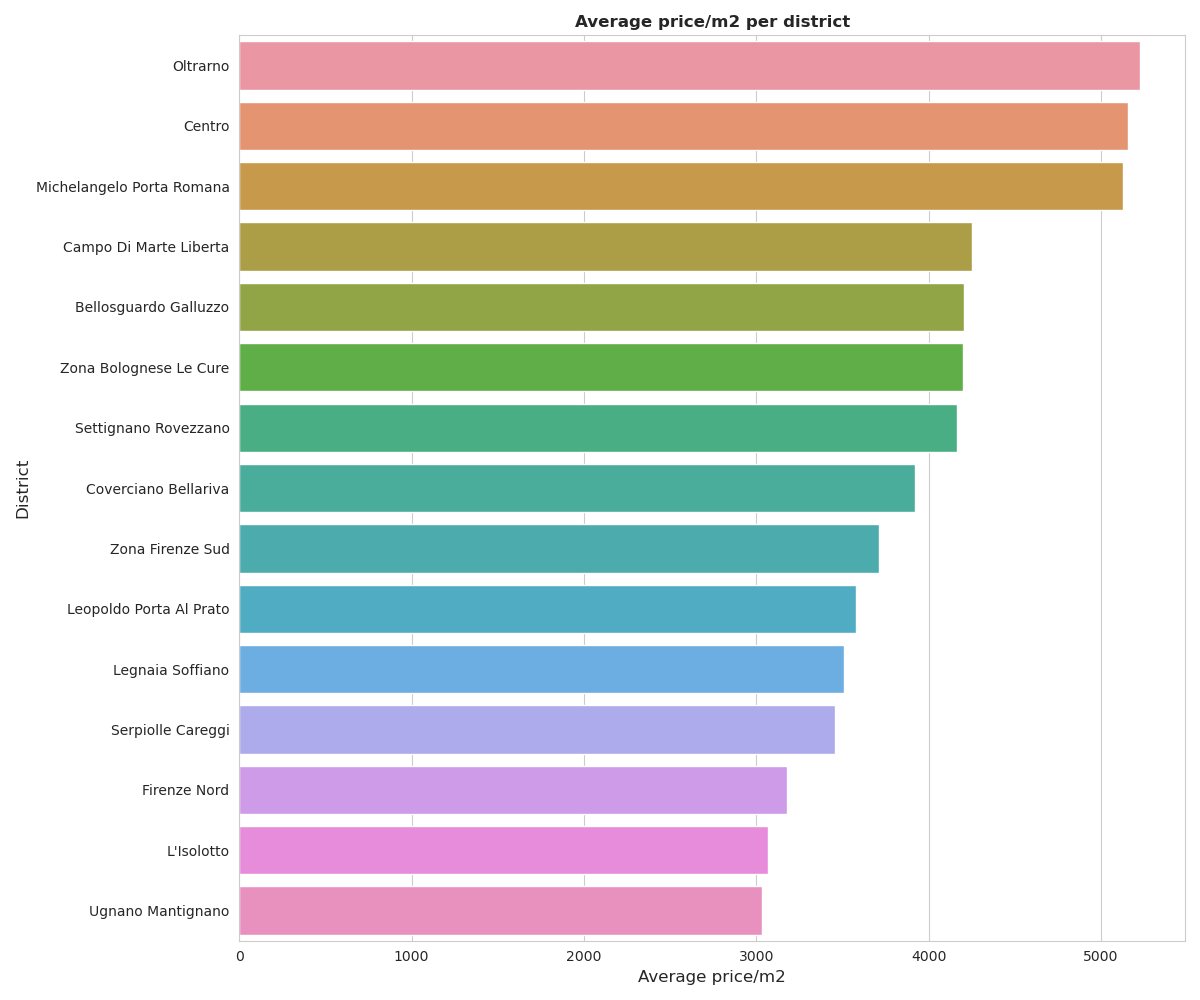 Average price/m2 per district
Oltrarno
Centro
Michelangelo Porta Romana
Campo Di Marte Liberta
Bellosguardo Galluzzo
Zona Bolognese Le Cure
Settignano Rovezzano
Coverciano Bellariva
Zona Firenze Sud
Leopoldo Porta Al Prato
Legnaia Soffiano
Serpiolle Careggi
Firenze Nord
L'Isolotto
Ugnano Mantignano
District
0 1000 2000 3000 4000 5000
Average price/m2